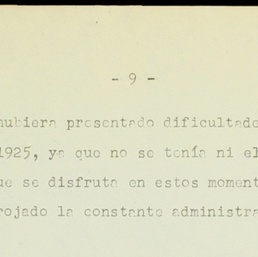 - 9 -
hubiera presentado dificultade
1925, ya que no se tenía ni el
ue se disfruta en estos moment
rojado la constante administra